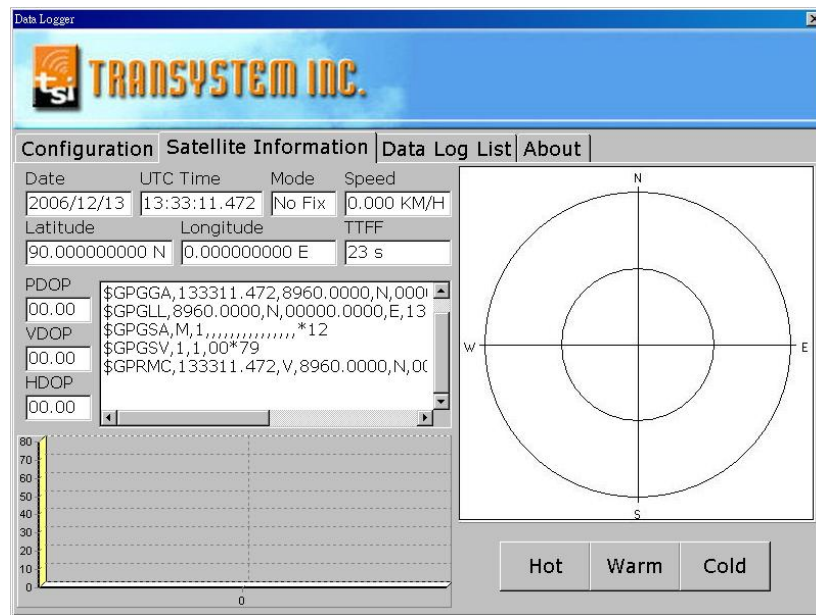 Data Logger
tsi TRANSYSTEM INC.
Configuration Satellite Information Data Log List About
Date UTC Time Mode Speed
2006/12/13 13:33:11.472 No Fix 0.000 KM/H
Latitude Longitude TTFF
90.000000000 N 0.000000000 E 23 s
PDOP
00.00
VDOP
00.00
HDOP
00.00
$GPGGA,133311.472,8960.0000,N,000
$GPGLL,8960.0000,N,00000.0000,E,13
$GPGSA,M,1,,,,,,,,,,,,,,,*12
$GPGSV,1,1,00*79
$GPRMC,133311.472,V,8960.0000,N,00
N
W E
S
80
70
60
50
40
30
20
10
0
0
Hot Warm Cold